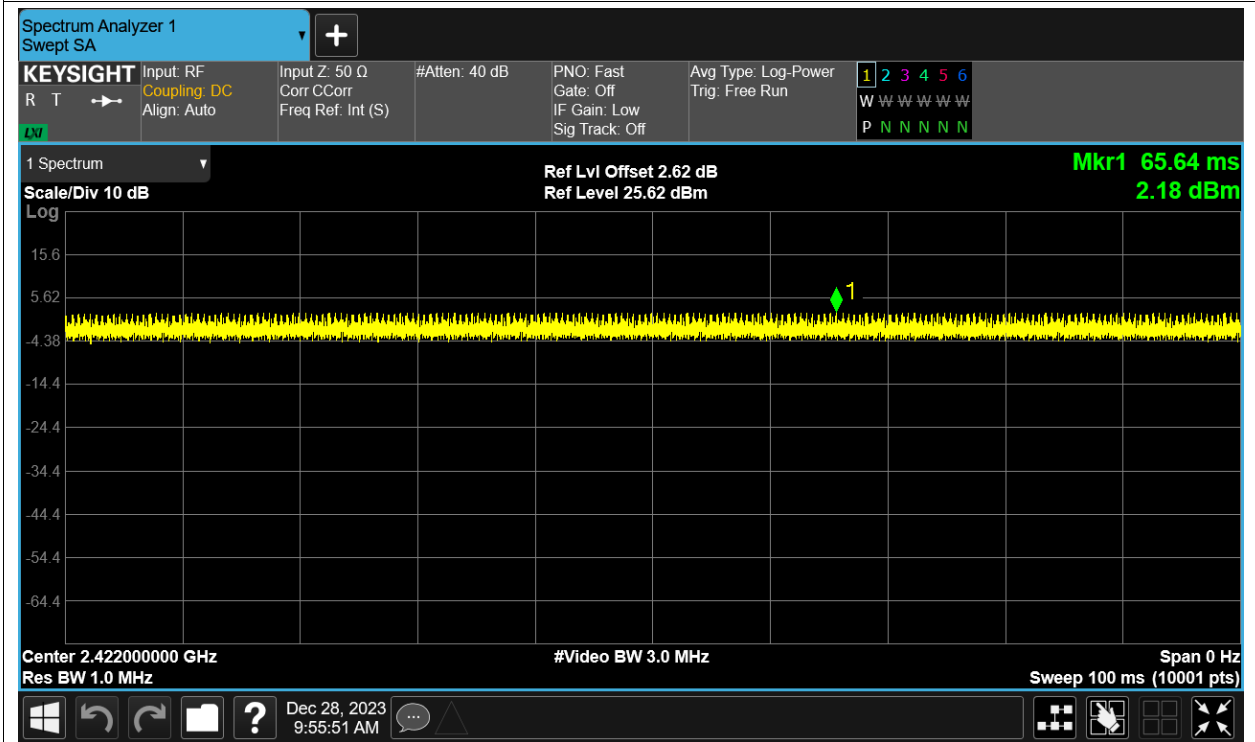 Spectrum Analyzer 1
Swept SA
KEYSIGHT
R T
LXI
Input: RF
Coupling: DC
Align: Auto
Input Z: 50 Ω
Corr CCorr
Freq Ref: Int (S)
#Atten: 40 dB
PNO: Fast
Gate: Off
IF Gain: Low
Sig Track: Off
Avg Type: Log-Power
Trig: Free Run
1 2 3 4 5 6
W W W W W W
P N N N N N
1 Spectrum
Scale/Div 10 dB
Ref Lvl Offset 2.62 dB
Ref Level 25.62 dBm
Mkr1 65.64 ms
2.18 dBm
Log
15.6
5.62
-4.38
-14.4
-24.4
-34.4
-44.4
-54.4
-64.4
1
Center 2.422000000 GHz
Res BW 1.0 MHz
#Video BW 3.0 MHz
Span 0 Hz
Sweep 100 ms (10001 pts)
?
Dec 28, 2023
9:55:51 AM